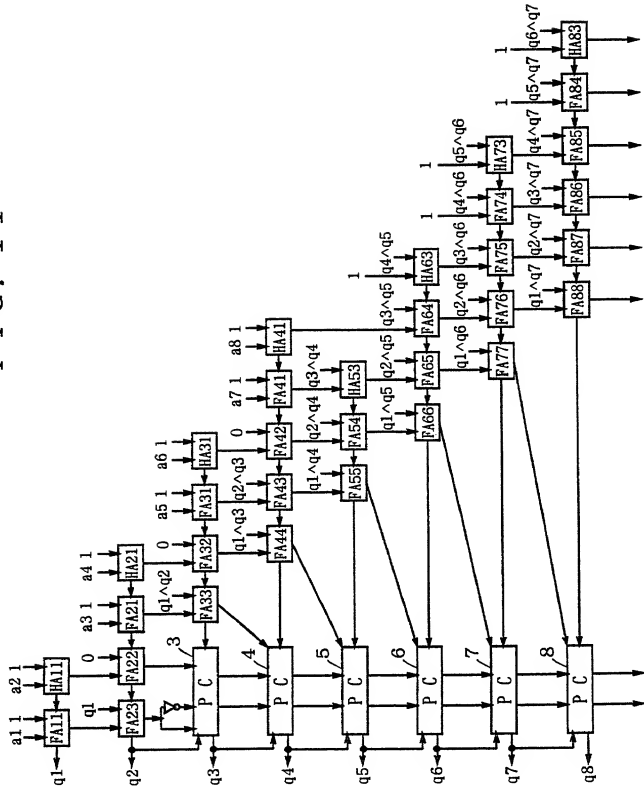 a1 1 a2 1
FA11 HA11
q1
q1 0 a3 1 a4 1
FA23 FA22 FA21 HA21
q2
q1^q2 0 a5 1 a6 1
3 PC FA33 FA32 FA31 HA31
q3
q1^q3 q2^q3 0 a7 1 a8 1
4 PC FA44 FA43 FA42 FA41 HA41
q4
q1^q4 q2^q4 q3^q4
5 PC FA55 FA54 HA53
q5
q1^q5 q2^q5 q3^q5 1 q4^q5
6 PC FA66 FA65 FA64 HA63
q6
q1^q6 q2^q6 q3^q6 1 q4^q6 1 q5^q6
7 PC FA77 FA76 FA75 FA74 HA73
q7
q1^q7 q2^q7 q3^q7 q4^q7 1 q5^q7 1 q6^q7
8 PC FA88 FA87 FA86 FA85 FA84 HA83
q8